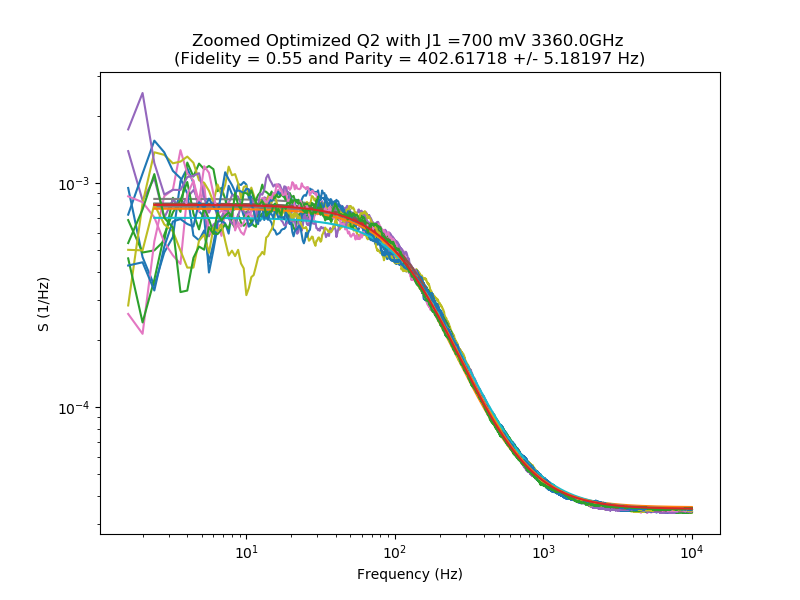 Zoomed Optimized Q2 with J1 =700 mV 3360.0GHz
(Fidelity = 0.55 and Parity = 402.61718 +/- 5.18197 Hz)
S (1/Hz)
10⁻³
10⁻⁴
10¹ 10² 10³ 10⁴
Frequency (Hz)